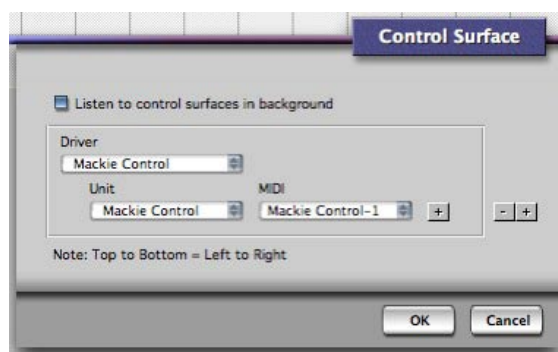 Control Surface
Listen to control surfaces in background
Driver
Mackie Control
Unit MIDI
Mackie Control Mackie Control-1 + - +
Note: Top to Bottom = Left to Right
OK Cancel